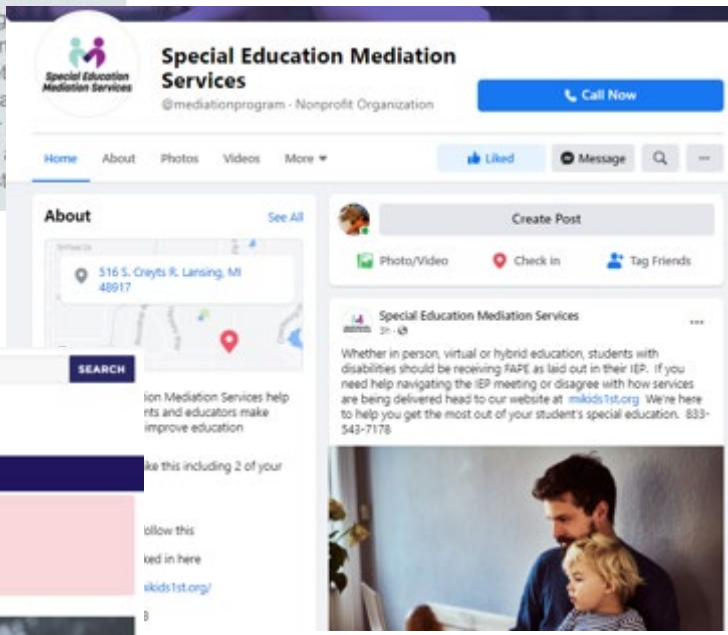 Special Education
Mediation Services
Special Education Mediation
Services
@mediationprogram · Nonprofit Organization
Call Now
Home About Photos Videos More
Liked Message
About See All
516 S. Creyts R. Lansing, MI
48917
ion Mediation Services help
nts and educators make
improve education
ke this including 2 of your
ollow this
ked in here
ikids1st.org/
SEARCH
Create Post
Photo/Video Check in Tag Friends
Special Education Mediation Services
3h
Whether in person, virtual or hybrid education, students with
disabilities should be receiving FAPE as laid out in their IEP. If you
need help navigating the IEP meeting or disagree with how services
are being delivered head to our website at mikids1st.org We're here
to help you get the most out of your student's special education. 833-
543-7178